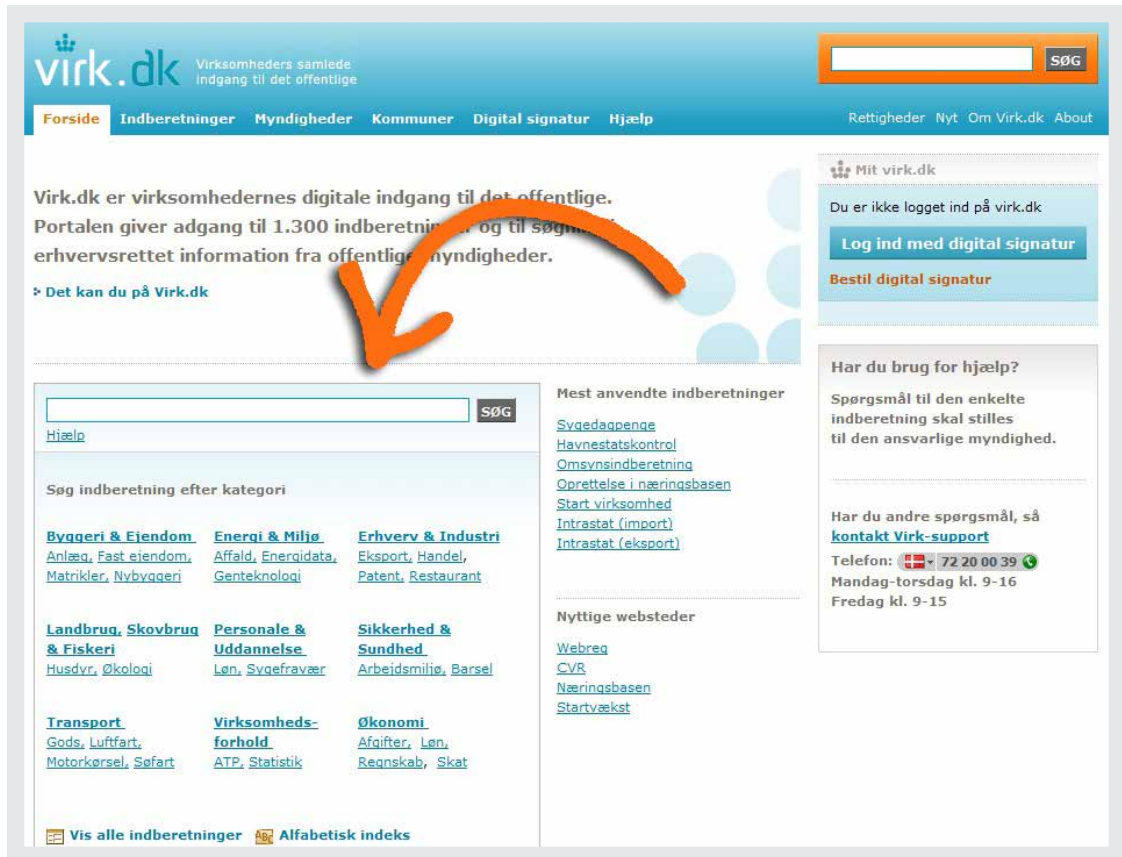 virk.dk
Virksomheders samlede
indgang til det offentlige
SØG
Forside Indberetninger Myndigheder Kommuner Digital signatur Hjælp
Rettigheder Nyt Om Virk.dk About
Virk.dk er virksomhedernes digitale indgang til det offentlige.
Portalen giver adgang til 1.300 og til
erhvervsrettet information fra myndigheder.
Det kan du på Virk.dk
Mit virk.dk
Du er ikke logget ind på virk.dk
Log ind med digital signatur
Bestil digital signatur
SØG
Hjælp
Søg indberetning efter kategori
Byggeri & Ejendom
Anlæg, Fast ejendom,
Matrikler, Nybyggeri
Energi & Miljø
Affald, Energidata,
Genteknologi
Erhverv & Industri
Eksport, Handel,
Patent, Restaurant
Landbrug, Skovbrug
& Fiskeri
Husdyr, Økologi
Personale &
Uddannelse
Løn, Sygefravær
Sikkerhed &
Sundhed
Arbejdsmiljø, Barsel
Transport
Gods, Luftfart,
Motorkørsel, Søfart
Virksomheds-
forhold
ATP, Statistik
Økonomi
Afgifter, Løn,
Regnskab, Skat
Vis alle indberetninger
ABC Alfabetisk indeks
Mest anvendte indberetninger
Sygedagpenge
Havnestatskontrol
Omsynsindberetning
Oprettelse i næringsbasen
Start virksomhed
Intrastat (import)
Intrastat (eksport)
Nyttige websteder
Webreg
CVR
Næringsbasen
Startvækst
Har du brug for hjælp?
Spørgsmål til den enkelte
indberetning skal stilles
til den ansvarlige myndighed.
Har du andre spørgsmål, så
kontakt Virk-support
Telefon: 72 20 00 39
Mandag-torsdag kl. 9-16
Fredag kl. 9-15